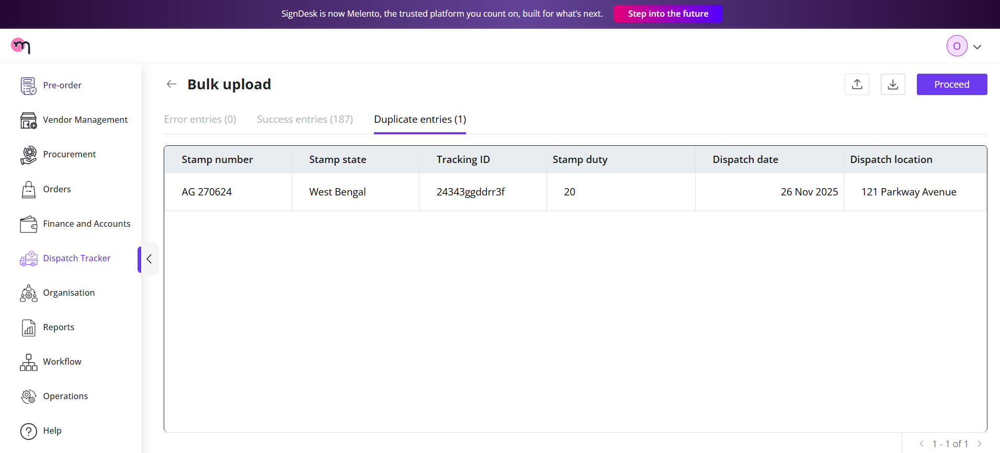 SignDesk is now Melento, the trusted platform you count on, built for what’s next.
Step into the future
O
Pre-order
Vendor Management
Procurement
Orders
Finance and Accounts
Dispatch Tracker
Organisation
Reports
Workflow
Operations
Help
Bulk upload
Proceed
Error entries (0) Success entries (187) Duplicate entries (1)
Stamp number Stamp state Tracking ID Stamp duty Dispatch date Dispatch location
AG 270624 West Bengal 24343ggddrr3f 20 26 Nov 2025 121 Parkway Avenue
1 - 1 of 1